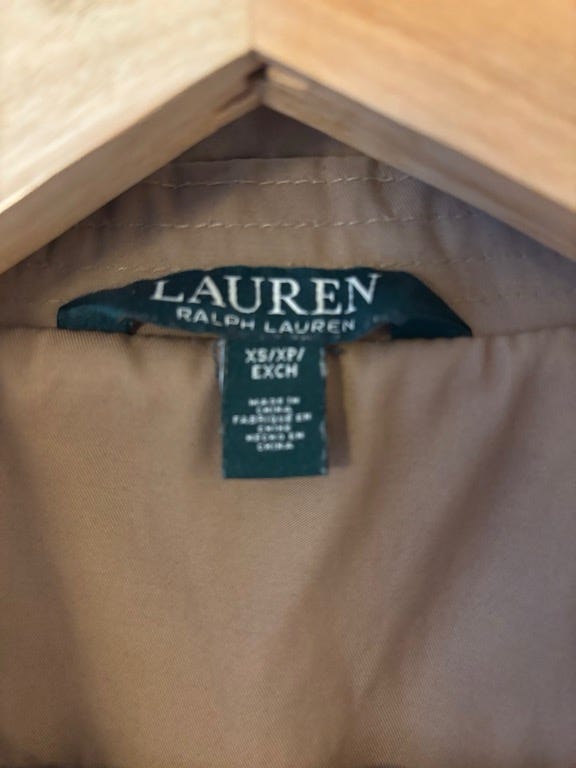 LAUREN
RALPH LAUREN
XS/XP/
EXCH
MADE IN
CHINA
FABRIQUÉ EN
CHINE
HECHO EN
CHINA